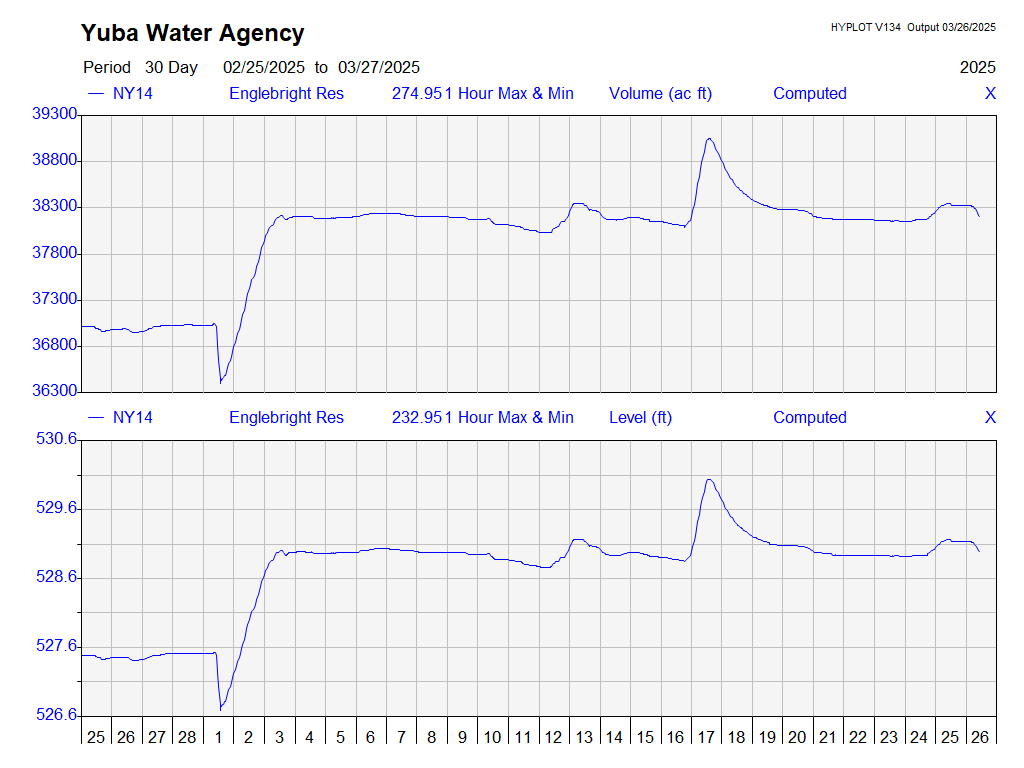 Yuba Water Agency
HYPLOT V134 Output 03/26/2025
Period 30 Day 02/25/2025 to 03/27/2025
2025
NY14 Englebright Res 274.951 Hour Max & Min Volume (ac ft) Computed X
39300
38800
38300
37800
37300
36800
36300
NY14 Englebright Res 232.951 Hour Max & Min Level (ft) Computed X
530.6
529.6
528.6
527.6
526.6
25 26 27 28 1 2 3 4 5 6 7 8 9 10 11 12 13 14 15 16 17 18 19 20 21 22 23 24 25 26